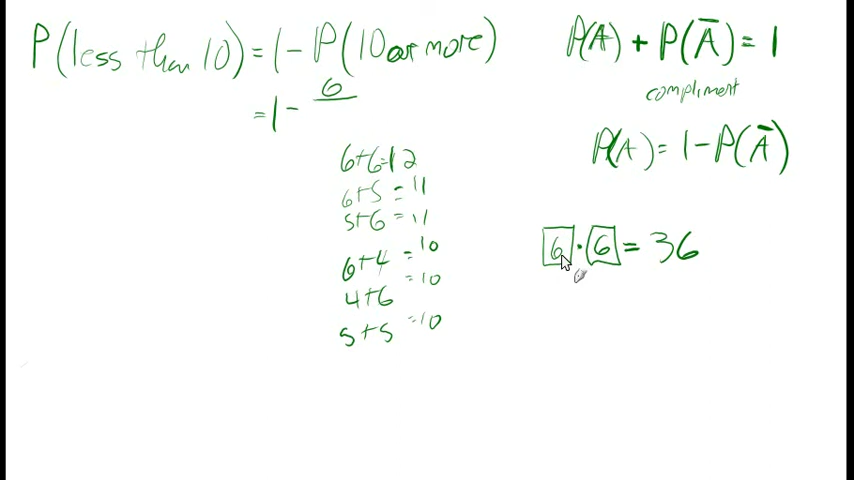 P(less than 10) = 1 - P(10 or more)
= 1 - 6
6+6=12
6+5 = 11
5+6 = 11
6+4 = 10
4+6 = 10
5+5 = 10
P(A) + P(Ā) = 1
compliment
P(A) = 1 - P(Ā)
6 · 6 = 36